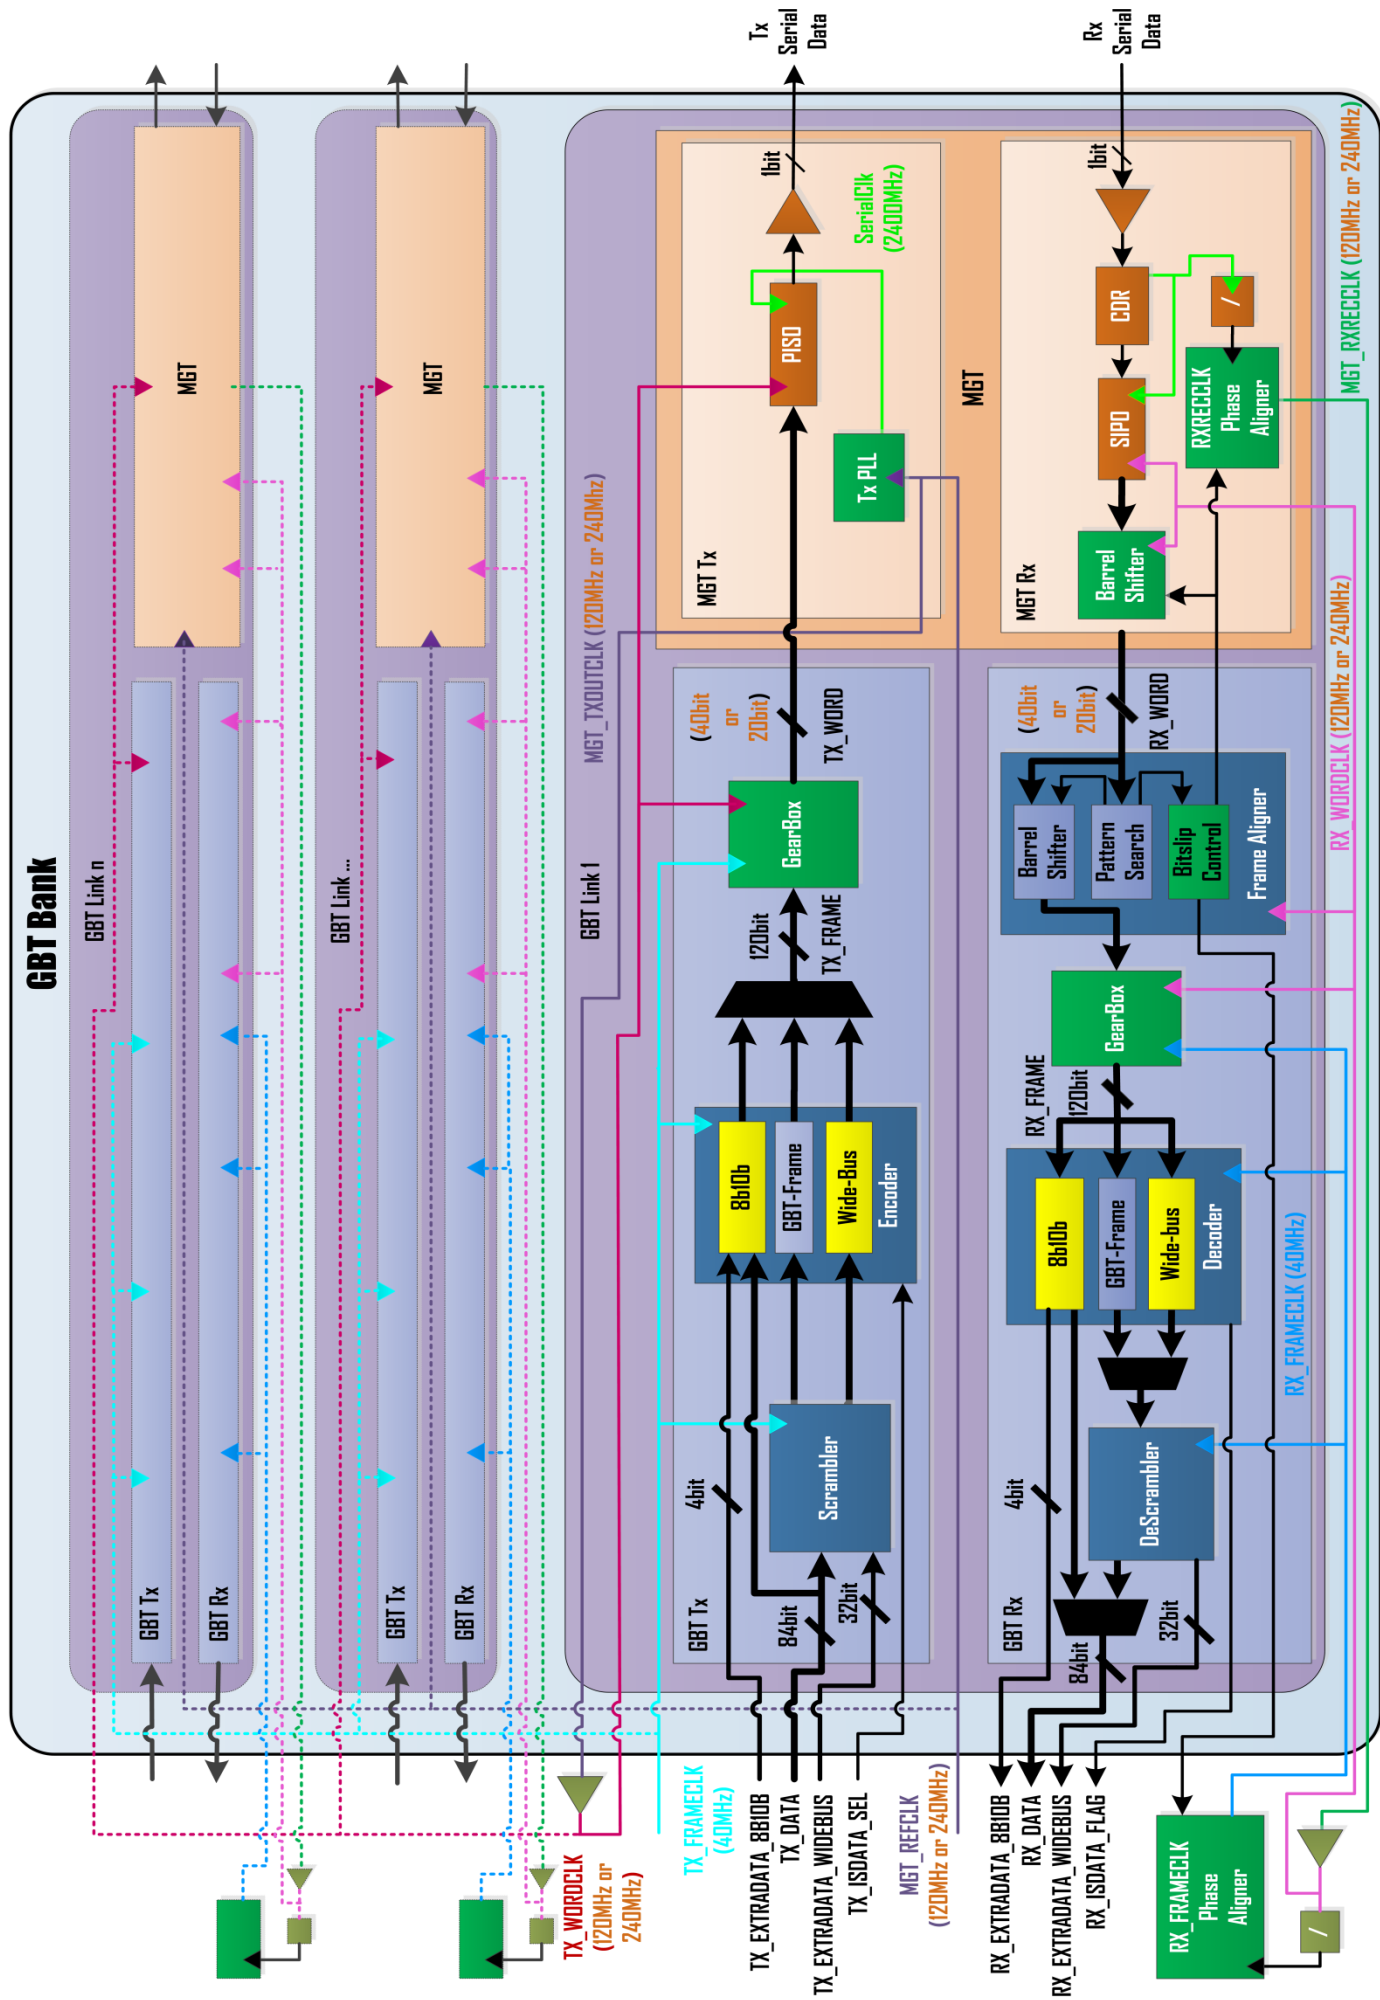 GBT Bank
GBT Link n
GBT Tx
GBT Rx
MGT
GBT Link ...
GBT Tx
GBT Rx
MGT
GBT Link 1
MGT_TXOUTCLK (120MHz or 240Mhz)
TX_WORDCLK
(120MHz or
240MHz)
TX_FRAMECLK
(40MHz)
TX_EXTRADATA_8B10B
TX_DATA
TX_EXTRADATA_WIDEBUS
TX_ISDATA_SEL
MGT_REFCLK
(120MHz or 240MHz)
GBT Tx
4bit
84bit
32bit
Scrambler
8b10b
GBT-Frame
Wide-Bus
Encoder
120bit
TX_FRAME
GearBox
(40bit
or
20bit)
TX_WORD
MGT
MGT Tx
Tx PLL
PISO
SerialClk
(2400MHz)
1bit
Tx
Serial
Data
RX_EXTRADATA_8B10B
RX_DATA
RX_EXTRADATA_WIDEBUS
RX_ISDATA_FLAG
RX_FRAMECLK
Phase
Aligner
/
GBT Rx
84bit
4bit
32bit
DeScrambler
8b10b
GBT-Frame
Wide-bus
Decoder
RX_FRAMECLK (40MHz)
RX_FRAME
120bit
GearBox
Barrel
Shifter
Pattern
Search
Bitslip
Control
Frame Aligner
(40bit
or
20bit)
RX_WORD
RX_WORDCLK (120MHz or 240MHz)
MGT Rx
Barrel
Shifter
SIPO
CDR
/
RXRECCLK
Phase
Aligner
1bit
Rx
Serial
Data
MGT_RXRECCLK (120MHz or 240MHz)